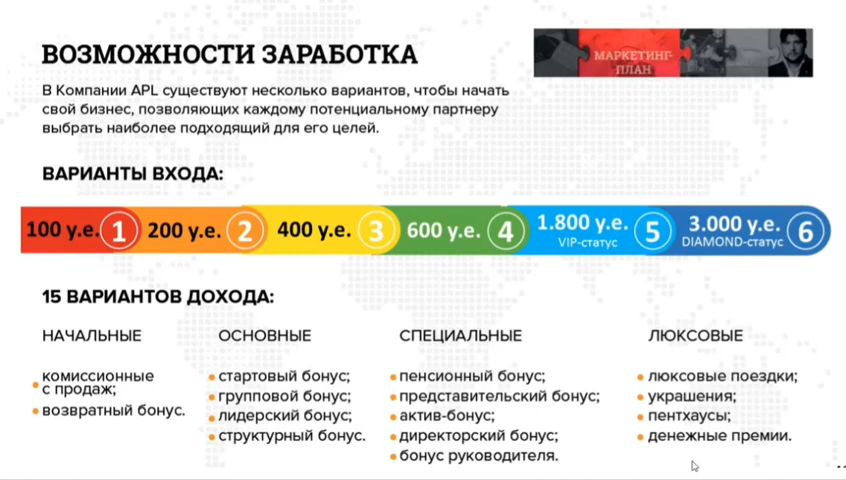 ВОЗМОЖНОСТИ ЗАРАБОТКА
МАРКЕТИНГ-
ПЛАН
В Компании APL существуют несколько вариантов, чтобы начать
свой бизнес, позволяющих каждому потенциальному партнеру
выбрать наиболее подходящий для его целей.
ВАРИАНТЫ ВХОДА:
100 у.е. 1 200 у.е. 2 400 у.е. 3 600 у.е. 4 1.800 у.е. 5 3.000 у.е. 6
VIP-статус DIAMOND-статус
15 ВАРИАНТОВ ДОХОДА:
НАЧАЛЬНЫЕ
комиссионные
с продаж;
возвратный бонус.
ОСНОВНЫЕ
стартовый бонус;
групповой бонус;
лидерский бонус;
структурный бонус.
СПЕЦИАЛЬНЫЕ
пенсионный бонус;
представительский бонус;
актив-бонус;
директорский бонус;
бонус руководителя.
ЛЮКСОВЫЕ
люксовые поездки;
украшения;
пентхаусы;
денежные премии.